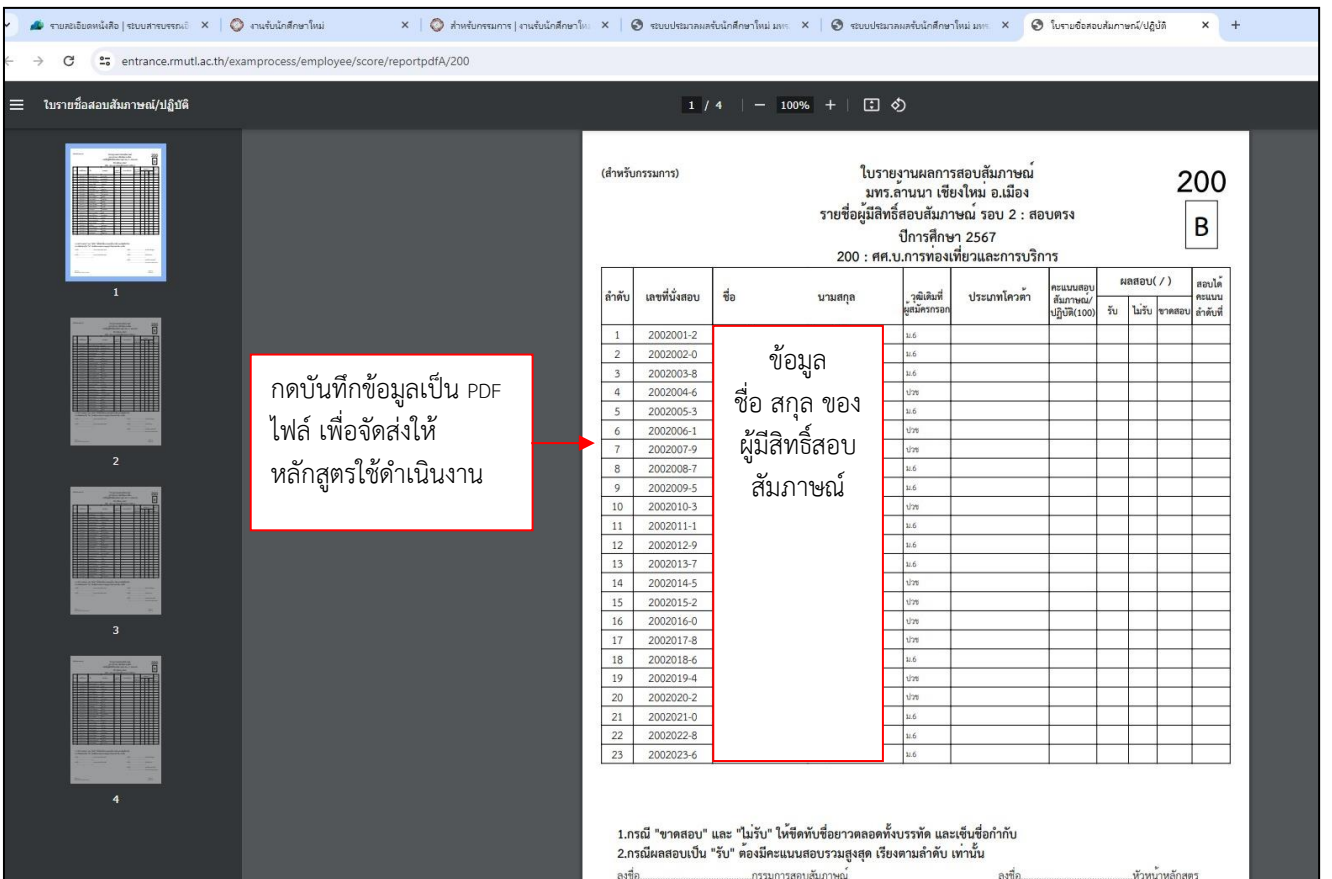 รายละเอียดหนังสือ | ระบบสารบรรณอิ
งานรับนักศึกษาใหม่
สำหรับกรรมการ | งานรับนักศึกษาให
ระบบประมวลผลรับนักศึกษาใหม่ มทร.
ระบบประมวลผลรับนักศึกษาใหม่ มทร.
ใบรายชื่อสอบสัมภาษณ์/ปฏิบัติ
entrance.rmutl.ac.th/examprocess/employee/score/reportpdfA/200
ใบรายชื่อสอบสัมภาษณ์/ปฏิบัติ
1 / 4 | — 100% +
1
2
3
4
กดบันทึกข้อมูลเป็น PDF
ไฟล์ เพื่อจัดส่งให้
หลักสูตรใช้ดำเนินงาน
(สำหรับกรรมการ)
ใบรายงานผลการสอบสัมภาษณ์
มทร.ล้านนา เชียงใหม่ อ.เมือง
รายชื่อผู้มีสิทธิ์สอบสัมภาษณ์ รอบ 2 : สอบตรง
ปีการศึกษา 2567
200 : ศศ.บ.การท่องเที่ยวและการบริการ
200
B
ลำดับ เลขที่นั่งสอบ ชื่อ นามสกุล วุฒิเดิมที่ผู้สมัครกรอก ประเภทโควต้า คะแนนสอบสัมภาษณ์/ปฏิบัติ(100) ผลสอบ( / ) รับ ไม่รับ ขาดสอบ สอบได้คะแนนลำดับที่
1 2002001-2 ม.6
2 2002002-0 ม.6
3 2002003-8 ม.6
4 2002004-6 ปวช
5 2002005-3 ม.6
6 2002006-1 ปวช
7 2002007-9 ปวช
8 2002008-7 ม.6
9 2002009-5 ม.6
10 2002010-3 ปวช
11 2002011-1 ม.6
12 2002012-9 ม.6
13 2002013-7 ม.6
14 2002014-5 ปวช
15 2002015-2 ปวช
16 2002016-0 ปวช
17 2002017-8 ปวช
18 2002018-6 ม.6
19 2002019-4 ปวช
20 2002020-2 ปวช
21 2002021-0 ม.6
22 2002022-8 ม.6
23 2002023-6 ม.6
ข้อมูล
ชื่อ สกุล ของ
ผู้มีสิทธิ์สอบ
สัมภาษณ์
1.กรณี "ขาดสอบ" และ "ไม่รับ" ให้ขีดทับชื่อยาวตลอดทั้งบรรทัด และเซ็นชื่อกำกับ
2.กรณีผลสอบเป็น "รับ" ต้องมีคะแนนสอบรวมสูงสุด เรียงตามลำดับ เท่านั้น
ลงชื่อ..............................กรรมการสอบสัมภาษณ์ ลงชื่อ..............................หัวหน้าหลักสูตร